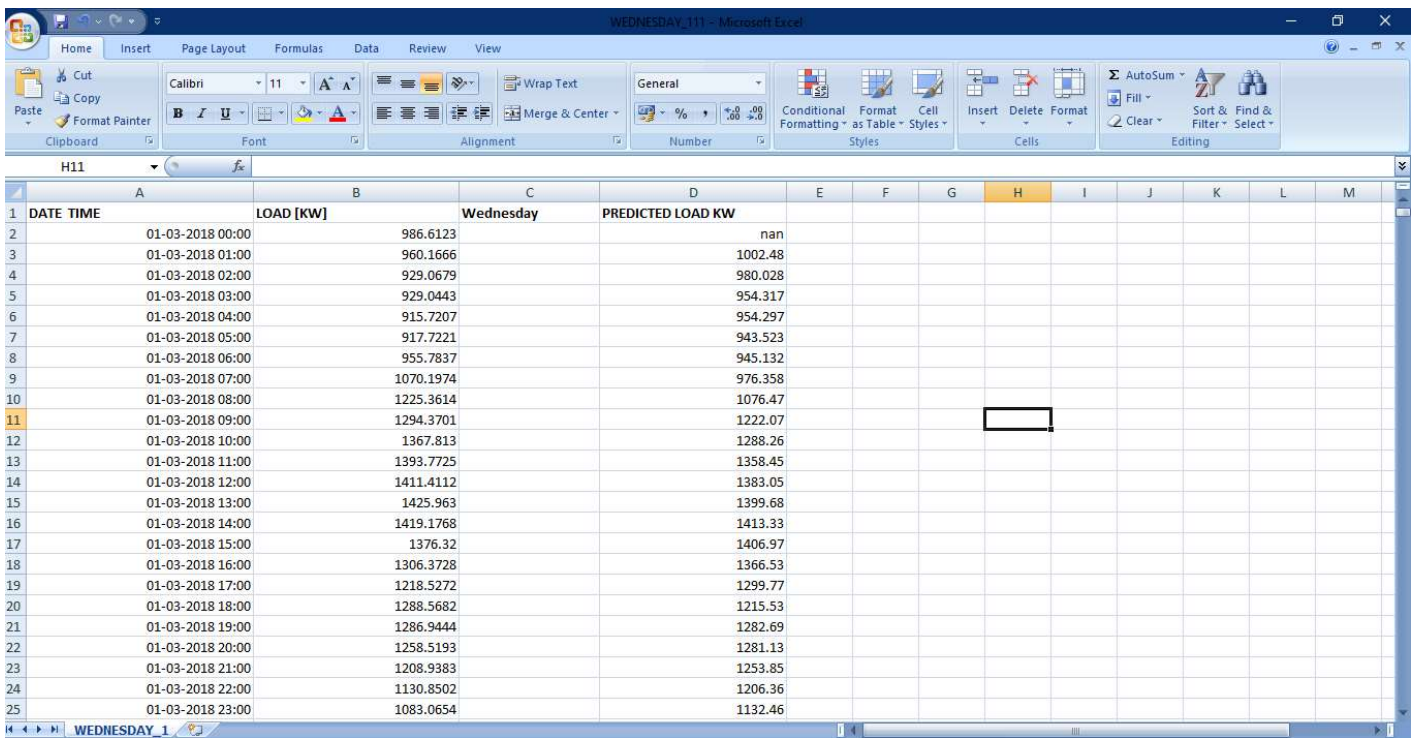 WEDNESDAY_111 - Microsoft Excel
Home Insert Page Layout Formulas Data Review View
Paste
Cut
Copy
Format Painter
Clipboard
Calibri 11
B I U
Font
Wrap Text
Merge & Center
Alignment
General
% ,
Number
Conditional Formatting
Format as Table
Cell Styles
Styles
Insert Delete Format
Cells
Σ AutoSum
Fill
Clear
Sort & Filter
Find & Select
Editing
H11 fx
A B C D E F G H I J K L M
1 DATE TIME LOAD [KW] Wednesday PREDICTED LOAD KW
2 01-03-2018 00:00 986.6123 nan
3 01-03-2018 01:00 960.1666 1002.48
4 01-03-2018 02:00 929.0679 980.028
5 01-03-2018 03:00 929.0443 954.317
6 01-03-2018 04:00 915.7207 954.297
7 01-03-2018 05:00 917.7221 943.523
8 01-03-2018 06:00 955.7837 945.132
9 01-03-2018 07:00 1070.1974 976.358
10 01-03-2018 08:00 1225.3614 1076.47
11 01-03-2018 09:00 1294.3701 1222.07
12 01-03-2018 10:00 1367.813 1288.26
13 01-03-2018 11:00 1393.7725 1358.45
14 01-03-2018 12:00 1411.4112 1383.05
15 01-03-2018 13:00 1425.963 1399.68
16 01-03-2018 14:00 1419.1768 1413.33
17 01-03-2018 15:00 1376.32 1406.97
18 01-03-2018 16:00 1306.3728 1366.53
19 01-03-2018 17:00 1218.5272 1299.77
20 01-03-2018 18:00 1288.5682 1215.53
21 01-03-2018 19:00 1286.9444 1282.69
22 01-03-2018 20:00 1258.5193 1281.13
23 01-03-2018 21:00 1208.9383 1253.85
24 01-03-2018 22:00 1130.8502 1206.36
25 01-03-2018 23:00 1083.0654 1132.46
WEDNESDAY_1